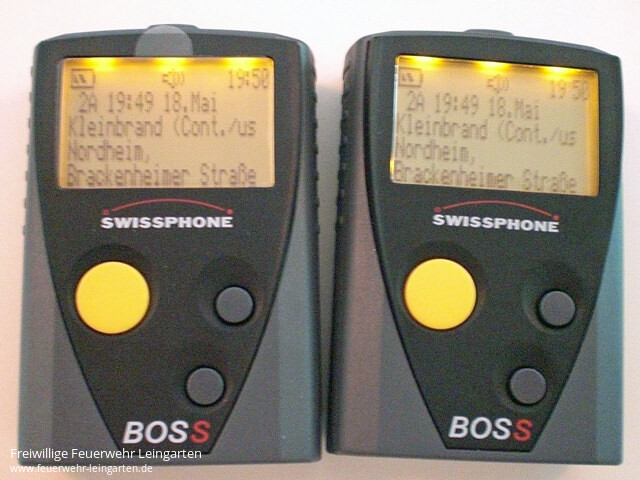 19:50
2A 19:49 18.Mai
Kleinbrand (Cont./us
Nordheim,
Brackenheimer Straße
SWISSPHONE
BOSS
19:50
2A 19:49 18.Mai
Kleinbrand (Cont./us
Nordheim,
Brackenheimer Straße
SWISSPHONE
BOSS
Freiwillige Feuerwehr Leingarten
www.feuerwehr-leingarten.de